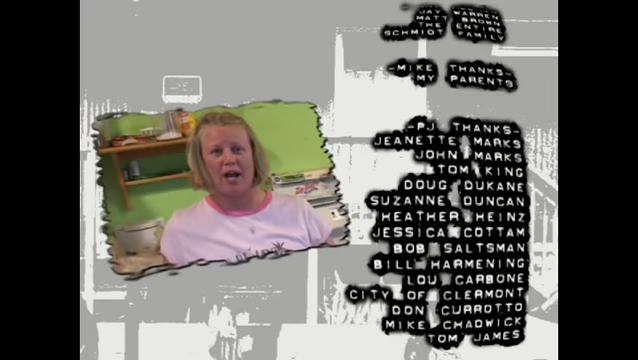 JAY WARREN
MATT BROWN
THE ENTIRE
SCHMIDT FAMILY
-MIKE THANKS-
MY PARENTS
-PJ THANKS-
JEANETTE MARKS
JOHN MARKS
TOM KING
DOUG DUKANE
SUZANNE DUNCAN
HEATHER HEINZ
JESSICA COTTAM
BOB SALTSMAN
BILL HARMENING
LOU CARBONE
CITY OF CLERMONT
DON CURROTTO
MIKE CHADWICK
TOM JAMES